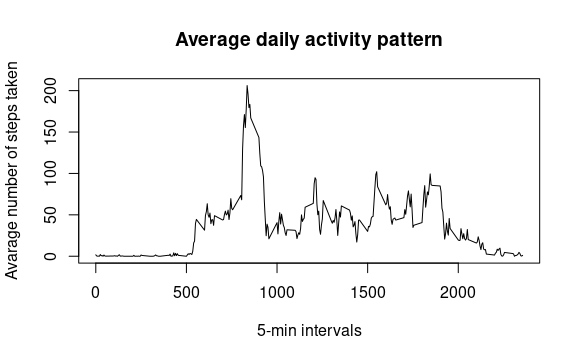 Average daily activity pattern
Avarage number of steps taken
200
150
100
50
0
0 500 1000 1500 2000
5-min intervals